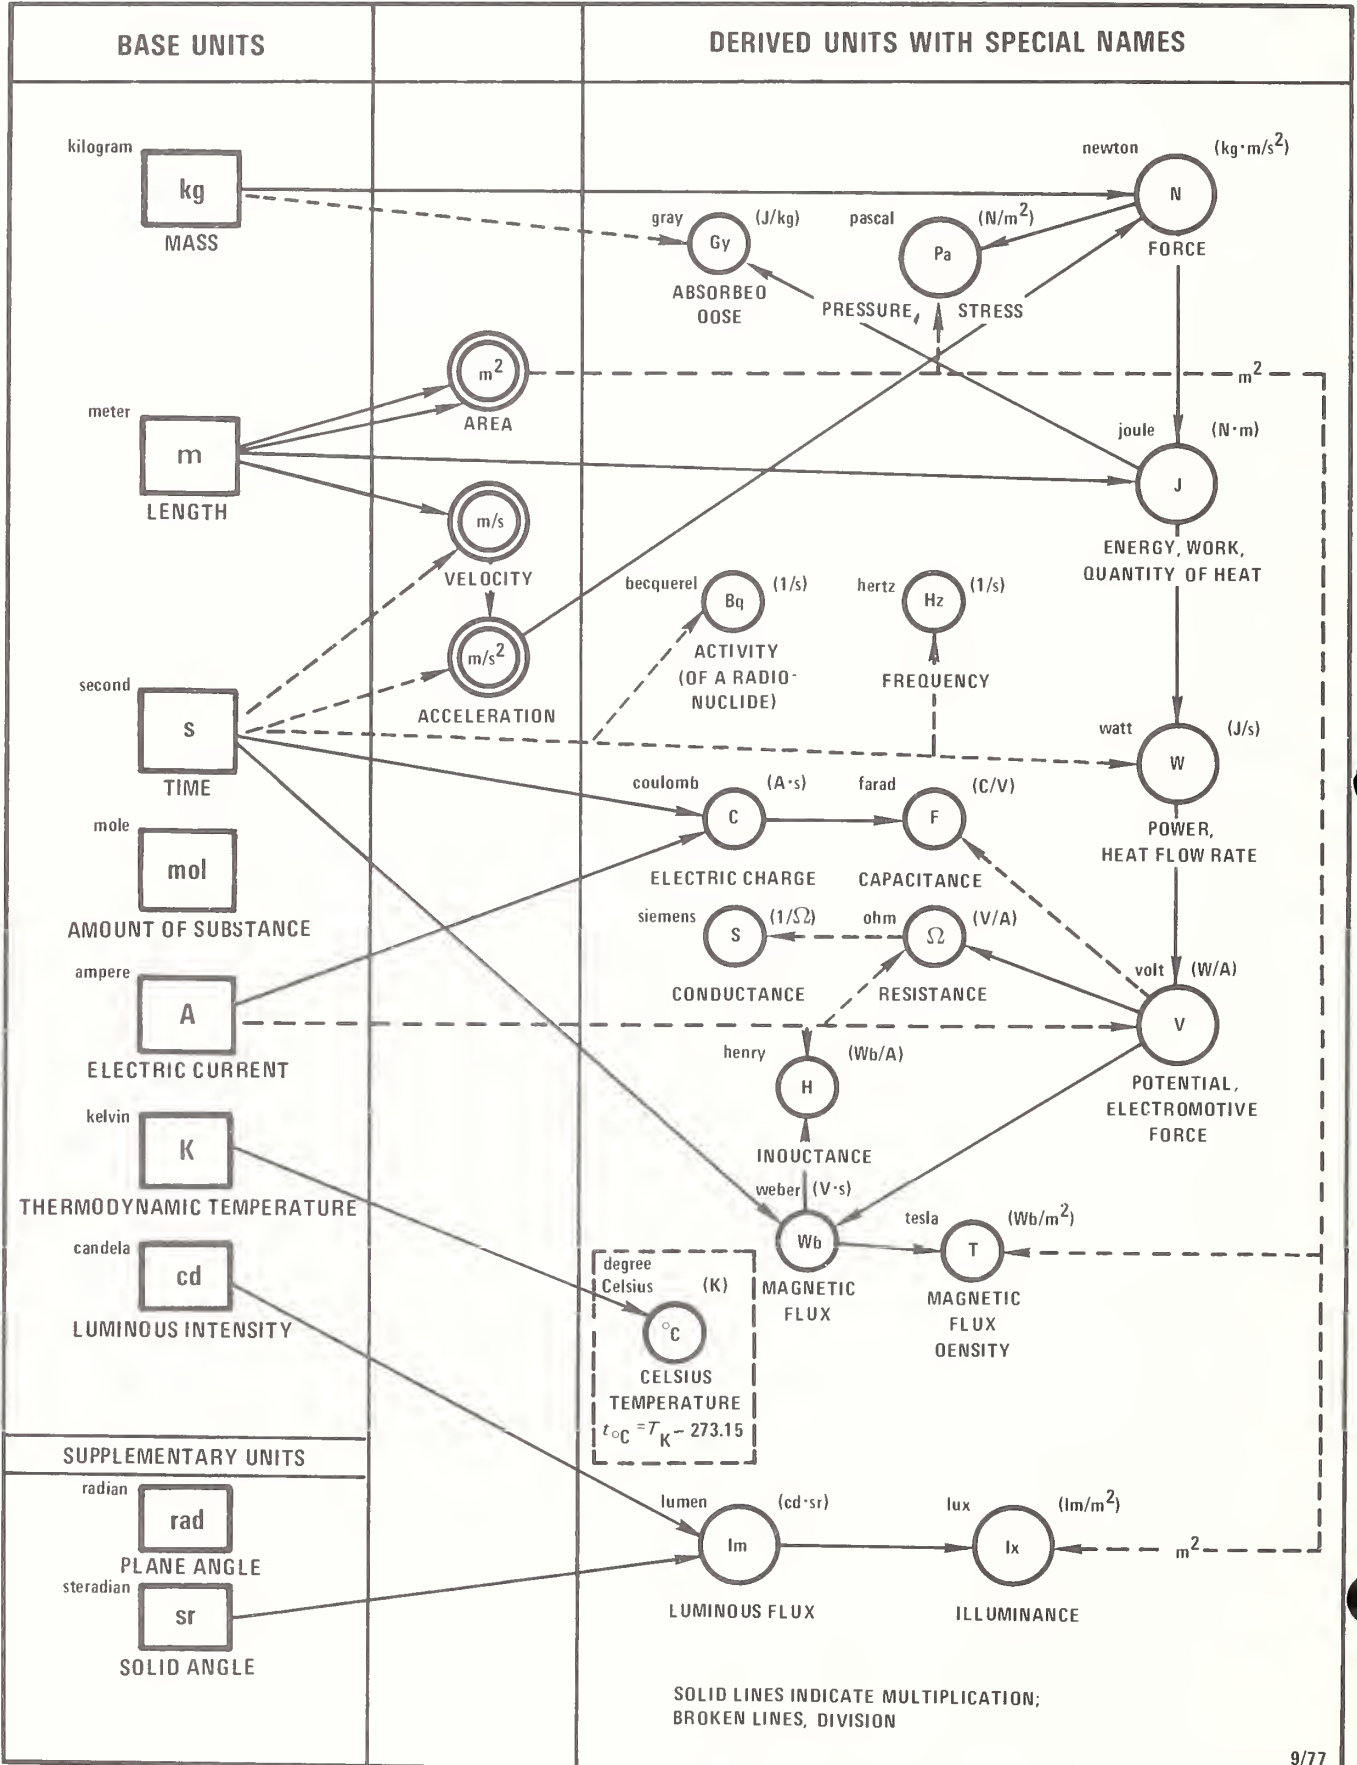 BASE UNITS
DERIVED UNITS WITH SPECIAL NAMES
kilogram
kg
MASS
newton
(kg·m/s²)
N
FORCE
gray
(J/kg)
Gy
ABSORBEO
OOSE
pascal
(N/m²)
Pa
PRESSURE,
STRESS
m²
AREA
m²
meter
m
LENGTH
joule
(N·m)
J
ENERGY, WORK,
QUANTITY OF HEAT
m/s
VELOCITY
becquerel
(1/s)
Bq
ACTIVITY
(OF A RADIO-
NUCLIDE)
hertz
(1/s)
Hz
FREQUENCY
m/s²
ACCELERATION
second
s
TIME
watt
(J/s)
W
POWER,
HEAT FLOW RATE
coulomb
(A·s)
C
ELECTRIC CHARGE
farad
(C/V)
F
CAPACITANCE
mole
mol
AMOUNT OF SUBSTANCE
siemens
(1/Ω)
S
CONDUCTANCE
ohm
(V/A)
Ω
RESISTANCE
volt
(W/A)
V
POTENTIAL,
ELECTROMOTIVE
FORCE
ampere
A
ELECTRIC CURRENT
henry
(Wb/A)
H
INOUCTANCE
kelvin
K
THERMODYNAMIC TEMPERATURE
weber
(V·s)
Wb
MAGNETIC
FLUX
tesla
(Wb/m²)
T
MAGNETIC
FLUX
OENSITY
candela
cd
LUMINOUS INTENSITY
degree
Celsius
(K)
°C
CELSIUS
TEMPERATURE
t°C = TK – 273.15
SUPPLEMENTARY UNITS
radian
rad
PLANE ANGLE
steradian
sr
SOLID ANGLE
lumen
(cd·sr)
lm
LUMINOUS FLUX
lux
(lm/m²)
lx
ILLUMINANCE
m²
SOLID LINES INDICATE MULTIPLICATION;
BROKEN LINES, DIVISION
9/77